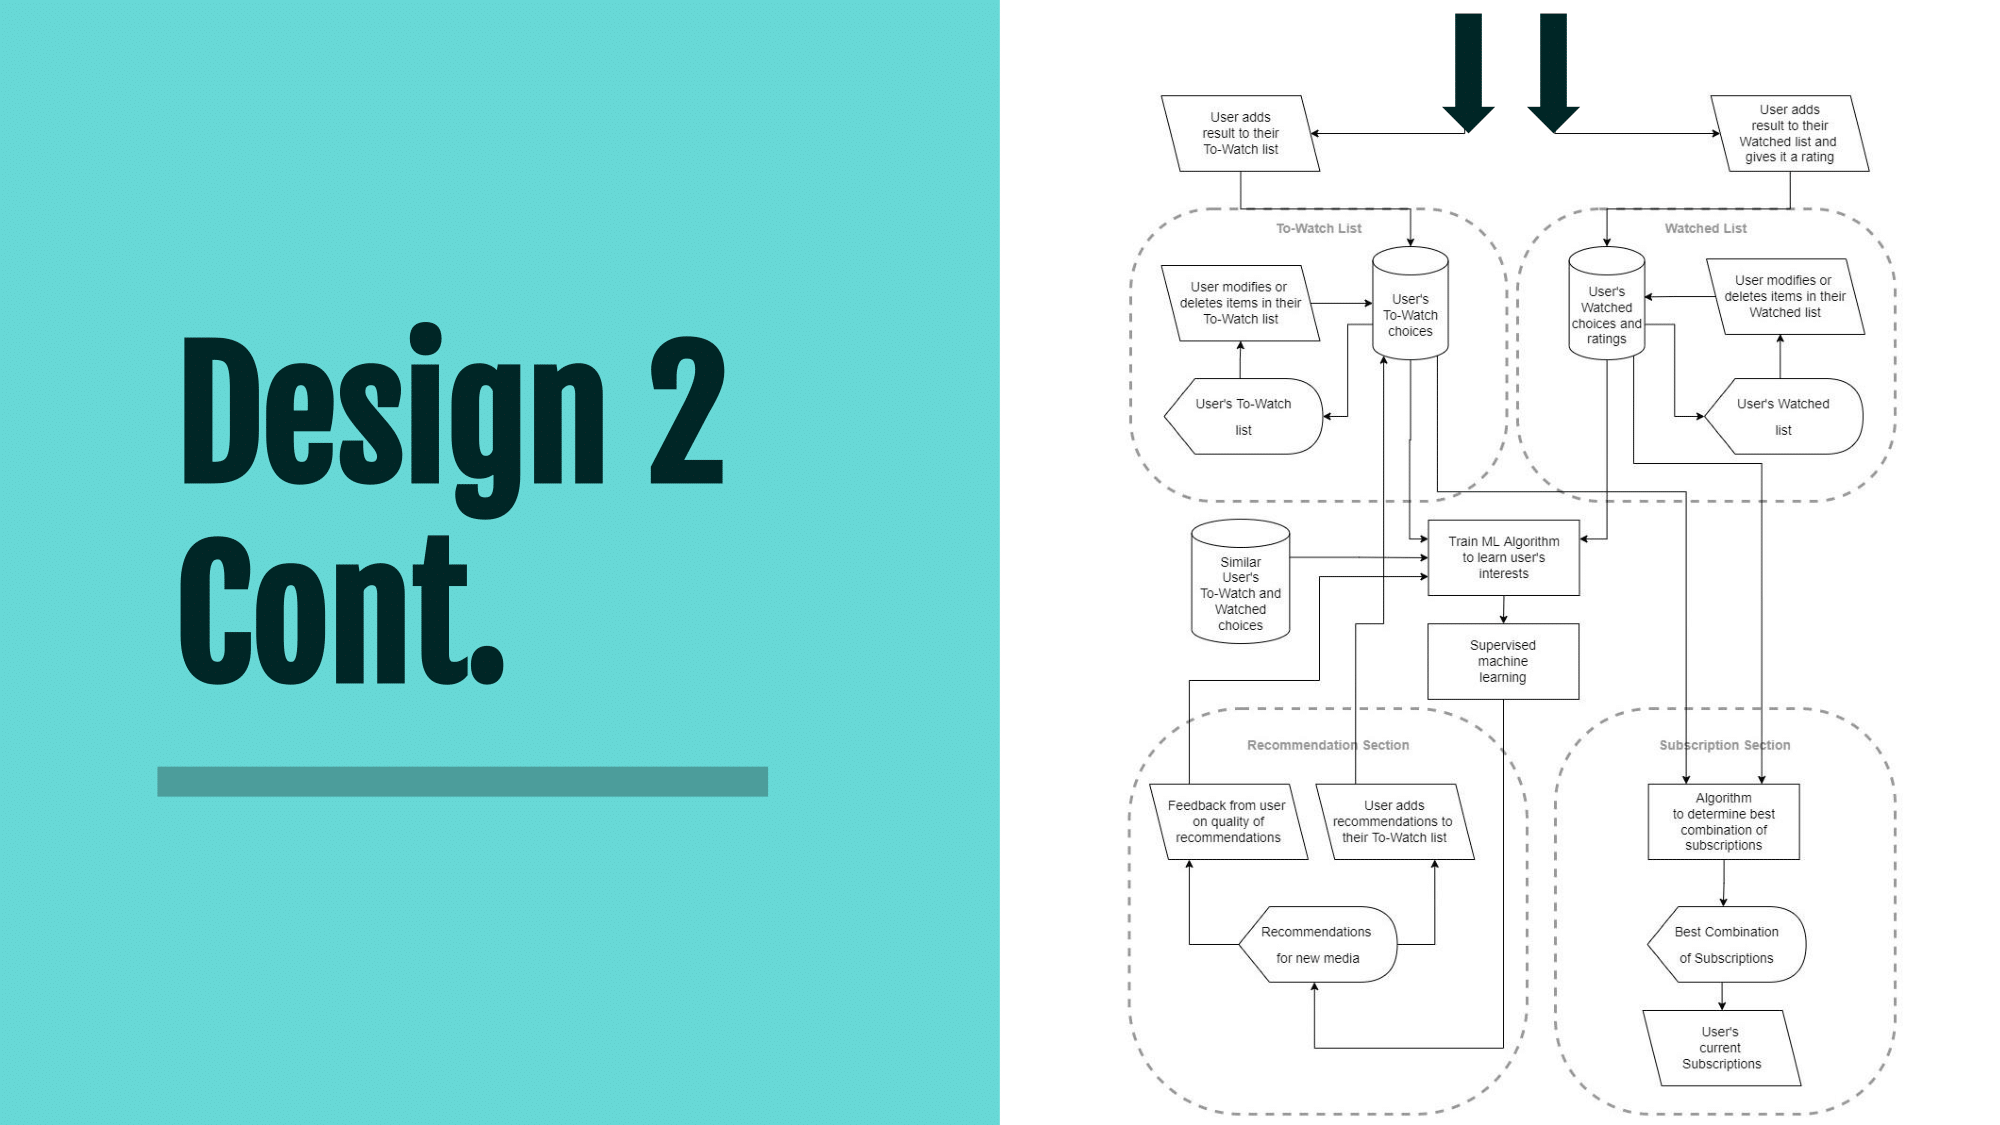 Design 2
Cont.
User adds
result to their
To-Watch list
User adds
result to their
Watched list and
gives it a rating
To-Watch List
Watched List
User modifies or
deletes items in their
To-Watch list
User's
To-Watch
choices
User's
Watched
choices and
ratings
User modifies or
deletes items in their
Watched list
User's To-Watch
list
User's Watched
list
Similar
User's
To-Watch and
Watched
choices
Train ML Algorithm
to learn user's
interests
Supervised
machine
learning
Recommendation Section
Subscription Section
Feedback from user
on quality of
recommendations
User adds
recommendations to
their To-Watch list
Algorithm
to determine best
combination of
subscriptions
Recommendations
for new media
Best Combination
of Subscriptions
User's
current
Subscriptions